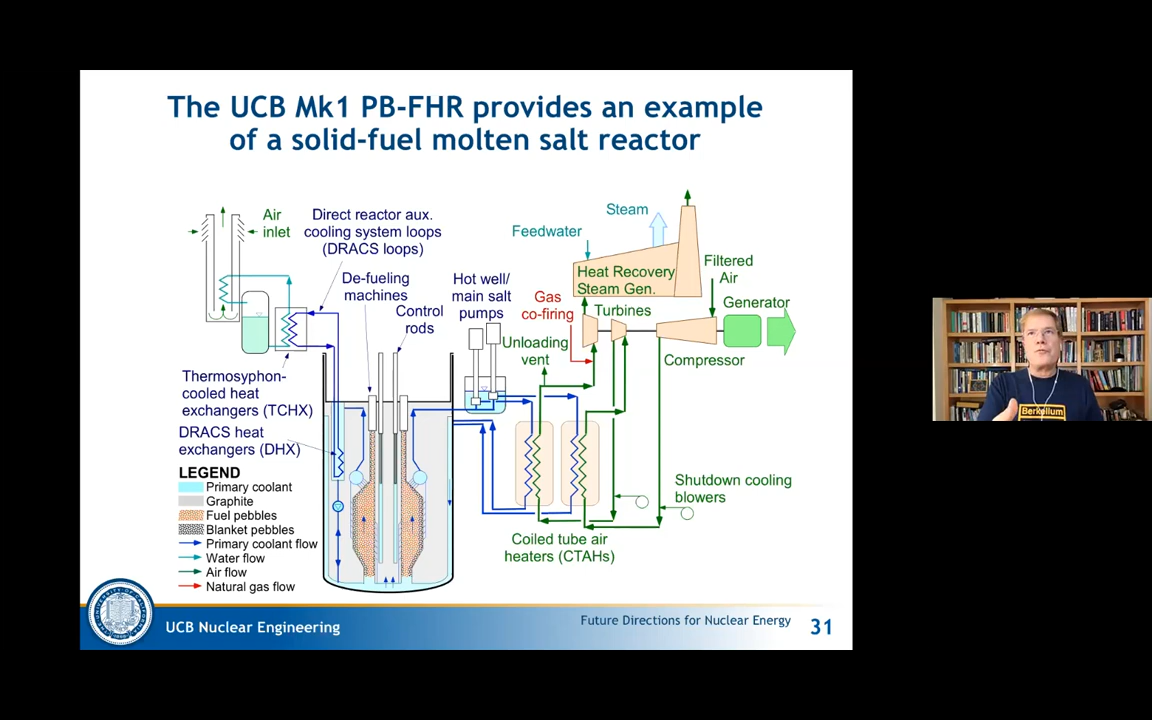 The UCB Mk1 PB-FHR provides an example
of a solid-fuel molten salt reactor
Air
inlet
Direct reactor aux.
cooling system loops
(DRACS loops)
De-fueling
machines
Control
rods
Hot well/
main salt
pumps
Feedwater
Steam
Heat Recovery
Steam Gen.
Gas
co-firing
Turbines
Filtered
Air
Generator
Compressor
Unloading
vent
Thermosyphon-
cooled heat
exchangers (TCHX)
DRACS heat
exchangers (DHX)
Shutdown cooling
blowers
Coiled tube air
heaters (CTAHs)
LEGEND
Primary coolant
Graphite
Fuel pebbles
Blanket pebbles
Primary coolant flow
Water flow
Air flow
Natural gas flow
UCB Nuclear Engineering
Future Directions for Nuclear Energy
31
Berkelium